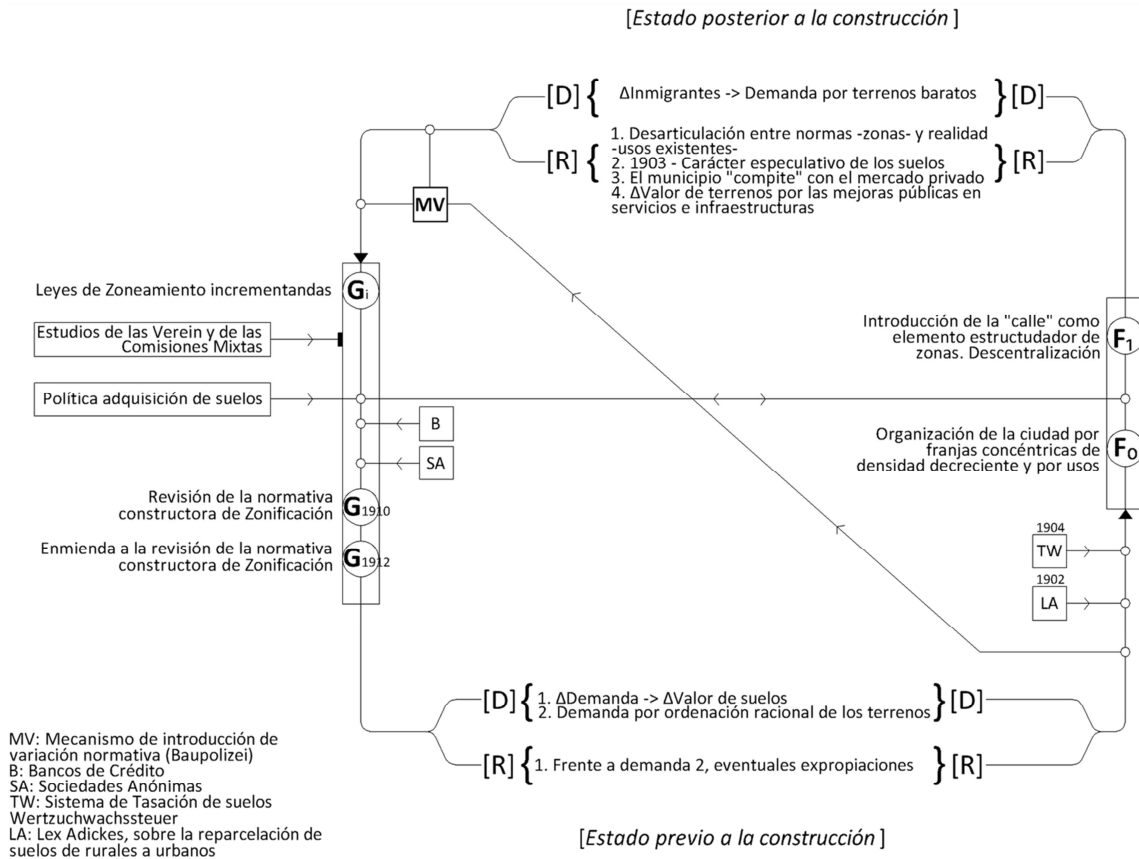 [Estado posterior a la construcción ]
[D] { ΔInmigrantes -> Demanda por terrenos baratos } [D]
[R] { 1. Desarticulación entre normas -zonas- y realidad
-usos existentes-
2. 1903 - Carácter especulativo de los suelos
3. El municipio "compite" con el mercado privado
4. ΔValor de terrenos por las mejoras públicas en
servicios e infraestructuras } [R]
MV
Leyes de Zoneamiento incrementandas
Gi
Estudios de las Verein y de las
Comisiones Mixtas
Política adquisición de suelos
B
SA
Revisión de la normativa
constructora de Zonificación
G1910
Enmienda a la revisión de la normativa
constructora de Zonificación
G1912
Introducción de la "calle" como
elemento estructudador de
zonas. Descentralización
F1
Organización de la ciudad por
franjas concéntricas de
densidad decreciente y por usos
F0
1904
TW
1902
LA
[D] { 1. ΔDemanda -> ΔValor de suelos
2. Demanda por ordenación racional de los terrenos } [D]
[R] { 1. Frente a demanda 2, eventuales expropiaciones } [R]
MV: Mecanismo de introducción de
variación normativa (Baupolizei)
B: Bancos de Crédito
SA: Sociedades Anónimas
TW: Sistema de Tasación de suelos
Wertzuchwachssteuer
LA: Lex Adickes, sobre la reparcelación de
suelos de rurales a urbanos
[Estado previo a la construcción ]